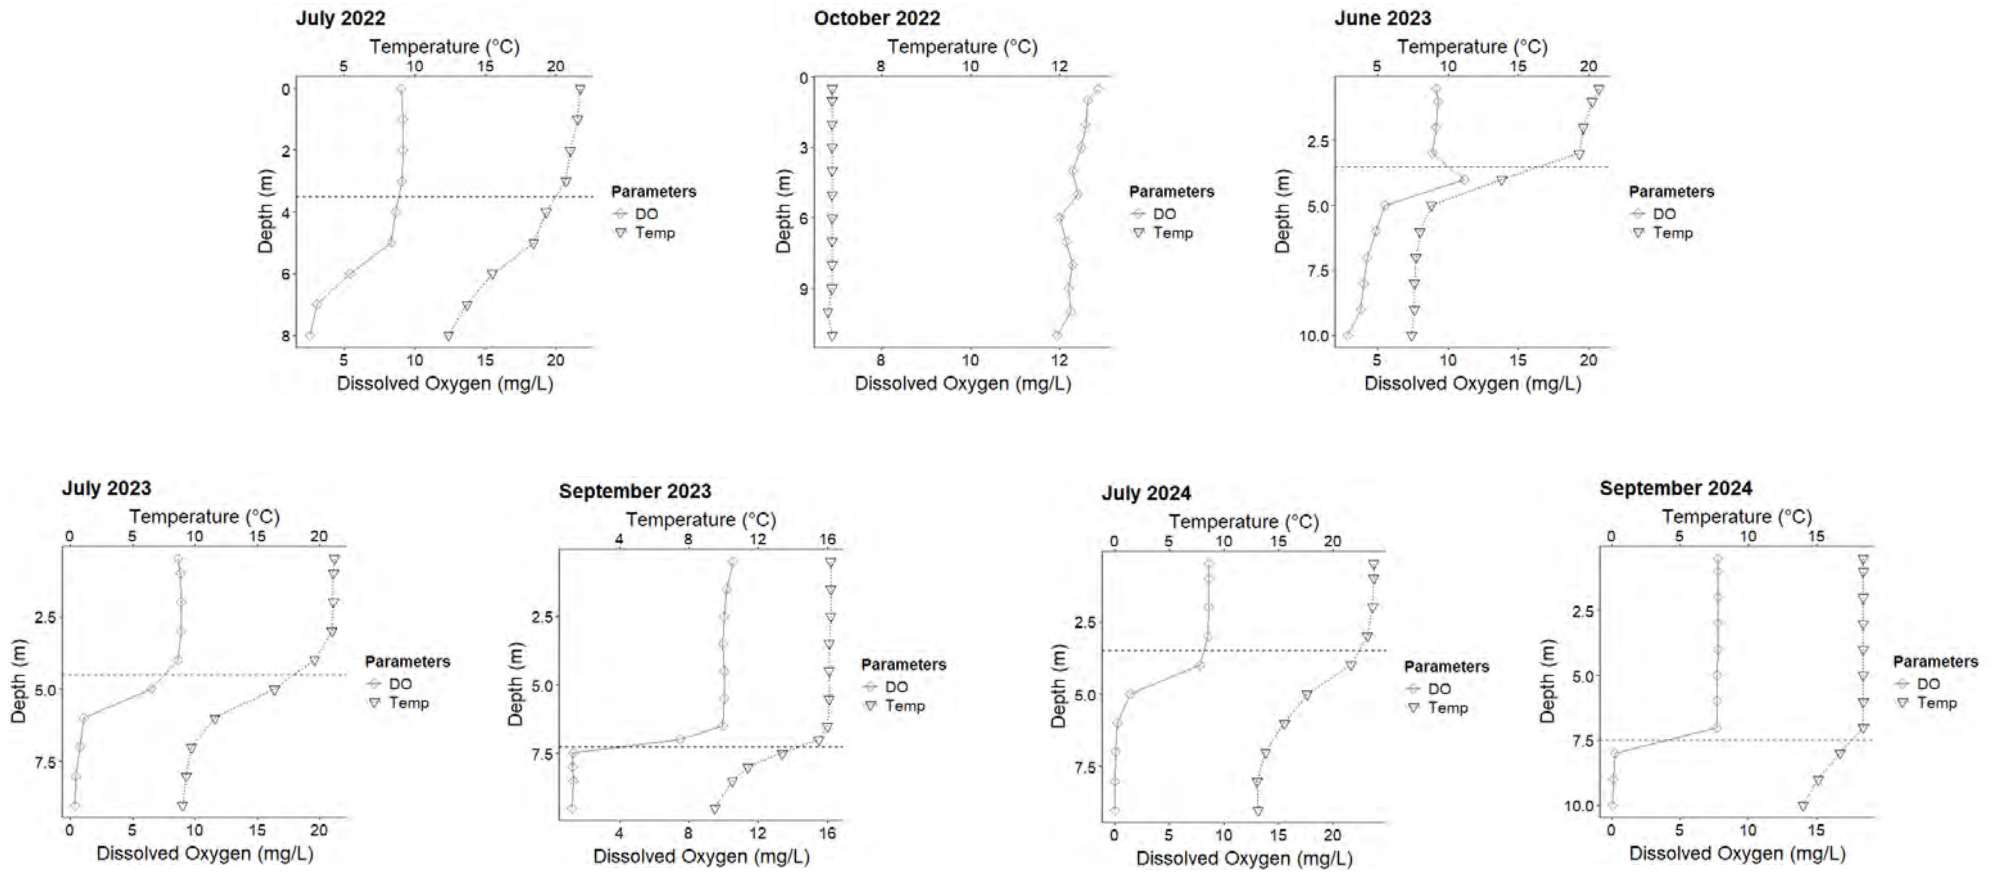 July 2022
Temperature (°C)
5 10 15 20
0
2
4
6
8
Depth (m)
5 10 15 20
Dissolved Oxygen (mg/L)
Parameters
DO
Temp
October 2022
Temperature (°C)
8 10 12
0
3
6
9
Depth (m)
8 10 12
Dissolved Oxygen (mg/L)
Parameters
DO
Temp
June 2023
Temperature (°C)
5 10 15 20
2.5
5.0
7.5
10.0
Depth (m)
5 10 15 20
Dissolved Oxygen (mg/L)
Parameters
DO
Temp
July 2023
Temperature (°C)
0 5 10 15 20
2.5
5.0
7.5
Depth (m)
0 5 10 15 20
Dissolved Oxygen (mg/L)
Parameters
DO
Temp
September 2023
Temperature (°C)
4 8 12 16
2.5
5.0
7.5
Depth (m)
4 8 12 16
Dissolved Oxygen (mg/L)
Parameters
DO
Temp
July 2024
Temperature (°C)
0 5 10 15 20
2.5
5.0
7.5
Depth (m)
0 5 10 15 20
Dissolved Oxygen (mg/L)
Parameters
DO
Temp
September 2024
Temperature (°C)
0 5 10 15
2.5
5.0
7.5
10.0
Depth (m)
0 5 10 15
Dissolved Oxygen (mg/L)
Parameters
DO
Temp